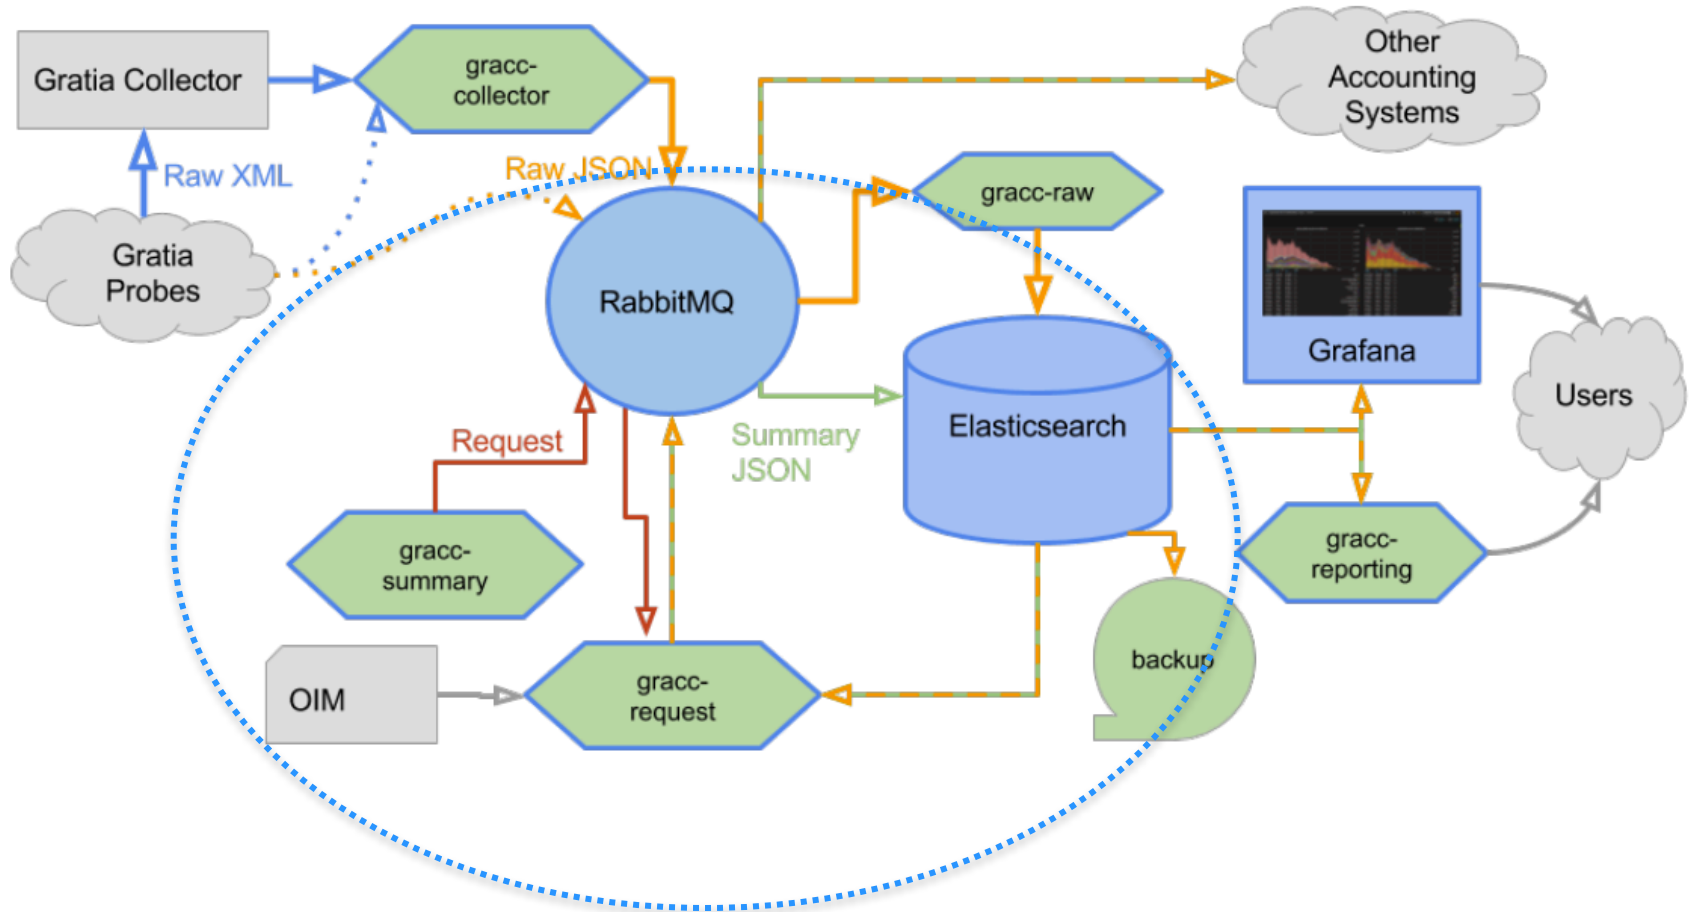 Gratia Collector
gracc-
collector
Other
Accounting
Systems
Raw XML
Raw JSON
gracc-raw
Gratia
Probes
RabbitMQ
Grafana
Users
Request
Summary
JSON
Elasticsearch
gracc-
summary
gracc-
reporting
OIM
gracc-
request
backup